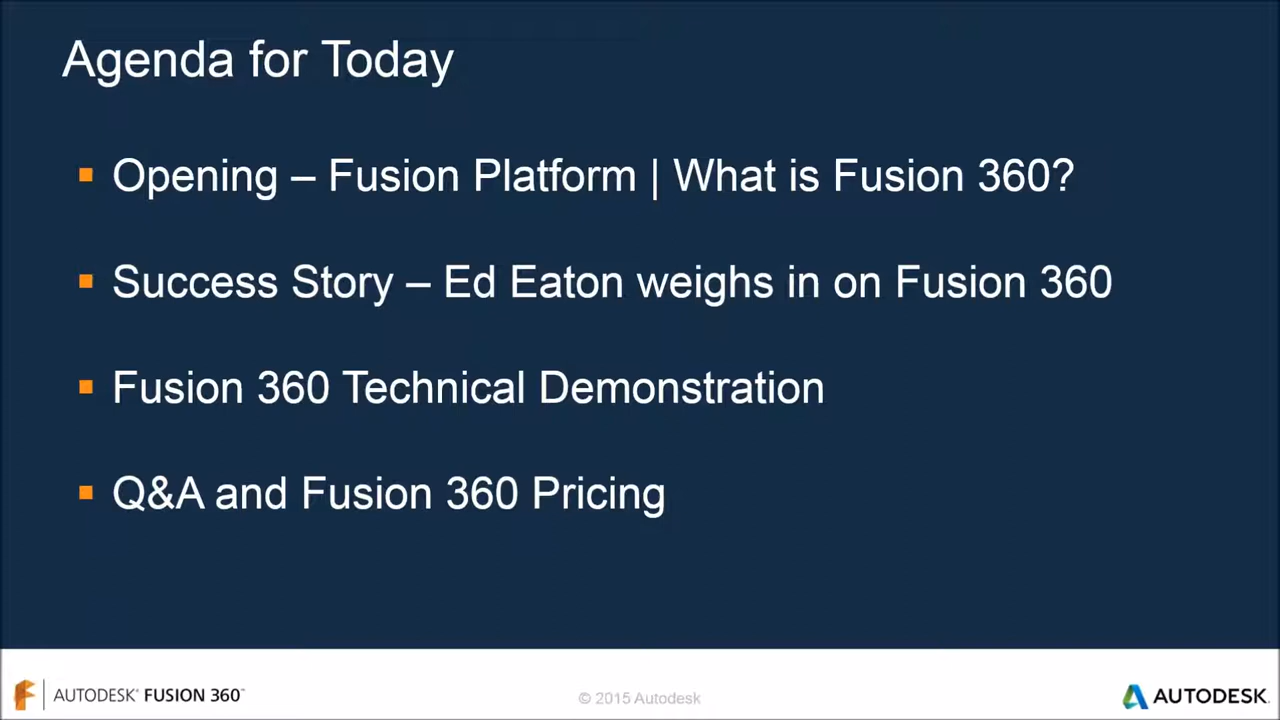 Agenda for Today
Opening – Fusion Platform | What is Fusion 360?
Success Story – Ed Eaton weighs in on Fusion 360
Fusion 360 Technical Demonstration
Q&A and Fusion 360 Pricing
AUTODESK® FUSION 360™
© 2015 Autodesk
AUTODESK.